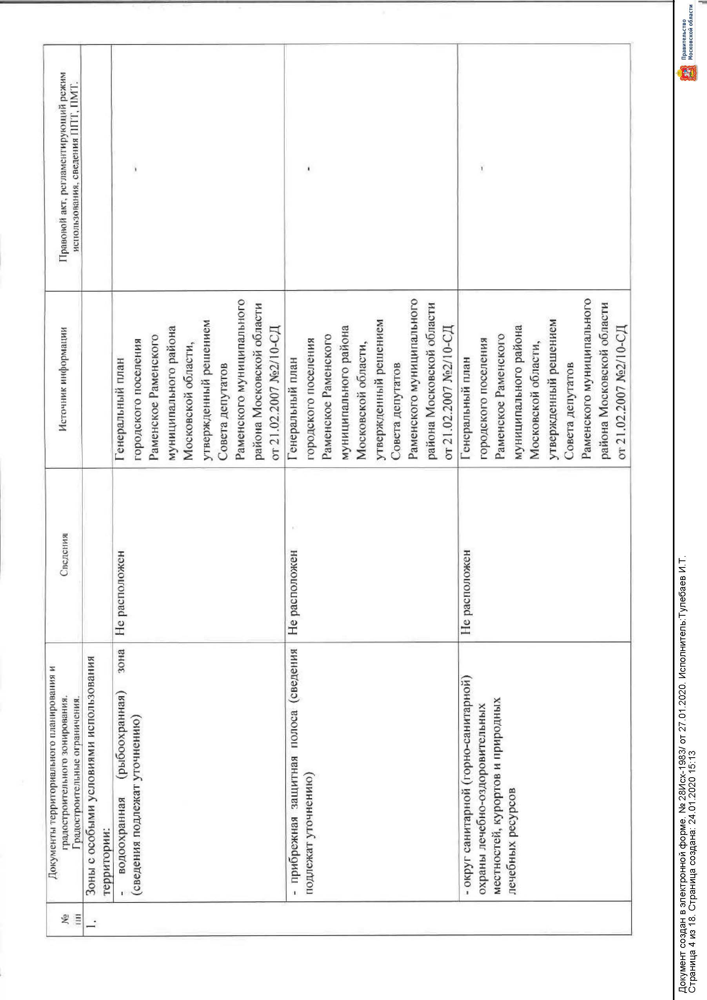 №
пп
Документы территориального планирования и
градостроительного зонирования.
Градостроительные ограничения.
Сведения
Источник информации
Правовой акт, регламентирующий режим
использования, сведения ППТ, ПМТ.
1.
Зоны с особыми условиями использования
территории:
- водоохранная (рыбоохранная) зона
(сведения подлежат уточнению)
Не расположен
Генеральный план
городского поселения
Раменское Раменского
муниципального района
Московской области,
утвержденный решением
Совета депутатов
Раменского муниципального
района Московской области
от 21.02.2007 №2/10-СД
-
- прибрежная защитная полоса (сведения
подлежат уточнению)
Не расположен
Генеральный план
городского поселения
Раменское Раменского
муниципального района
Московской области,
утвержденный решением
Совета депутатов
Раменского муниципального
района Московской области
от 21.02.2007 №2/10-СД
-
- округ санитарной (горно-санитарной)
охраны лечебно-оздоровительных
местностей, курортов и природных
лечебных ресурсов
Не расположен
Генеральный план
городского поселения
Раменское Раменского
муниципального района
Московской области,
утвержденный решением
Совета депутатов
Раменского муниципального
района Московской области
от 21.02.2007 №2/10-СД
-
Документ создан в электронной форме. № 28Исх-1983/ от 27.01.2020. Исполнитель:Тулебаев И.Т.
Страница 4 из 18. Страница создана: 24.01.2020 15:13
Правительство
Московской области